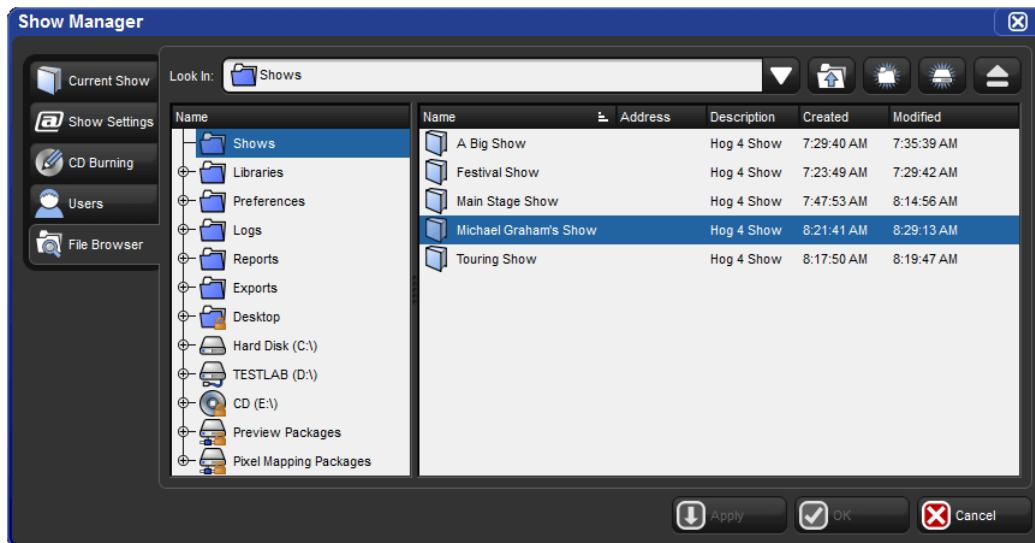 Show Manager
Current Show
Show Settings
CD Burning
Users
File Browser
Look In: Shows
Name
Shows
Libraries
Preferences
Logs
Reports
Exports
Desktop
Hard Disk (C:\)
TESTLAB (D:\)
CD (E:\)
Preview Packages
Pixel Mapping Packages
Name Address Description Created Modified
A Big Show Hog 4 Show 7:29:40 AM 7:35:39 AM
Festival Show Hog 4 Show 7:23:49 AM 7:29:42 AM
Main Stage Show Hog 4 Show 7:47:53 AM 8:14:56 AM
Michael Graham's Show Hog 4 Show 8:21:41 AM 8:29:13 AM
Touring Show Hog 4 Show 8:17:50 AM 8:19:47 AM
Apply OK Cancel